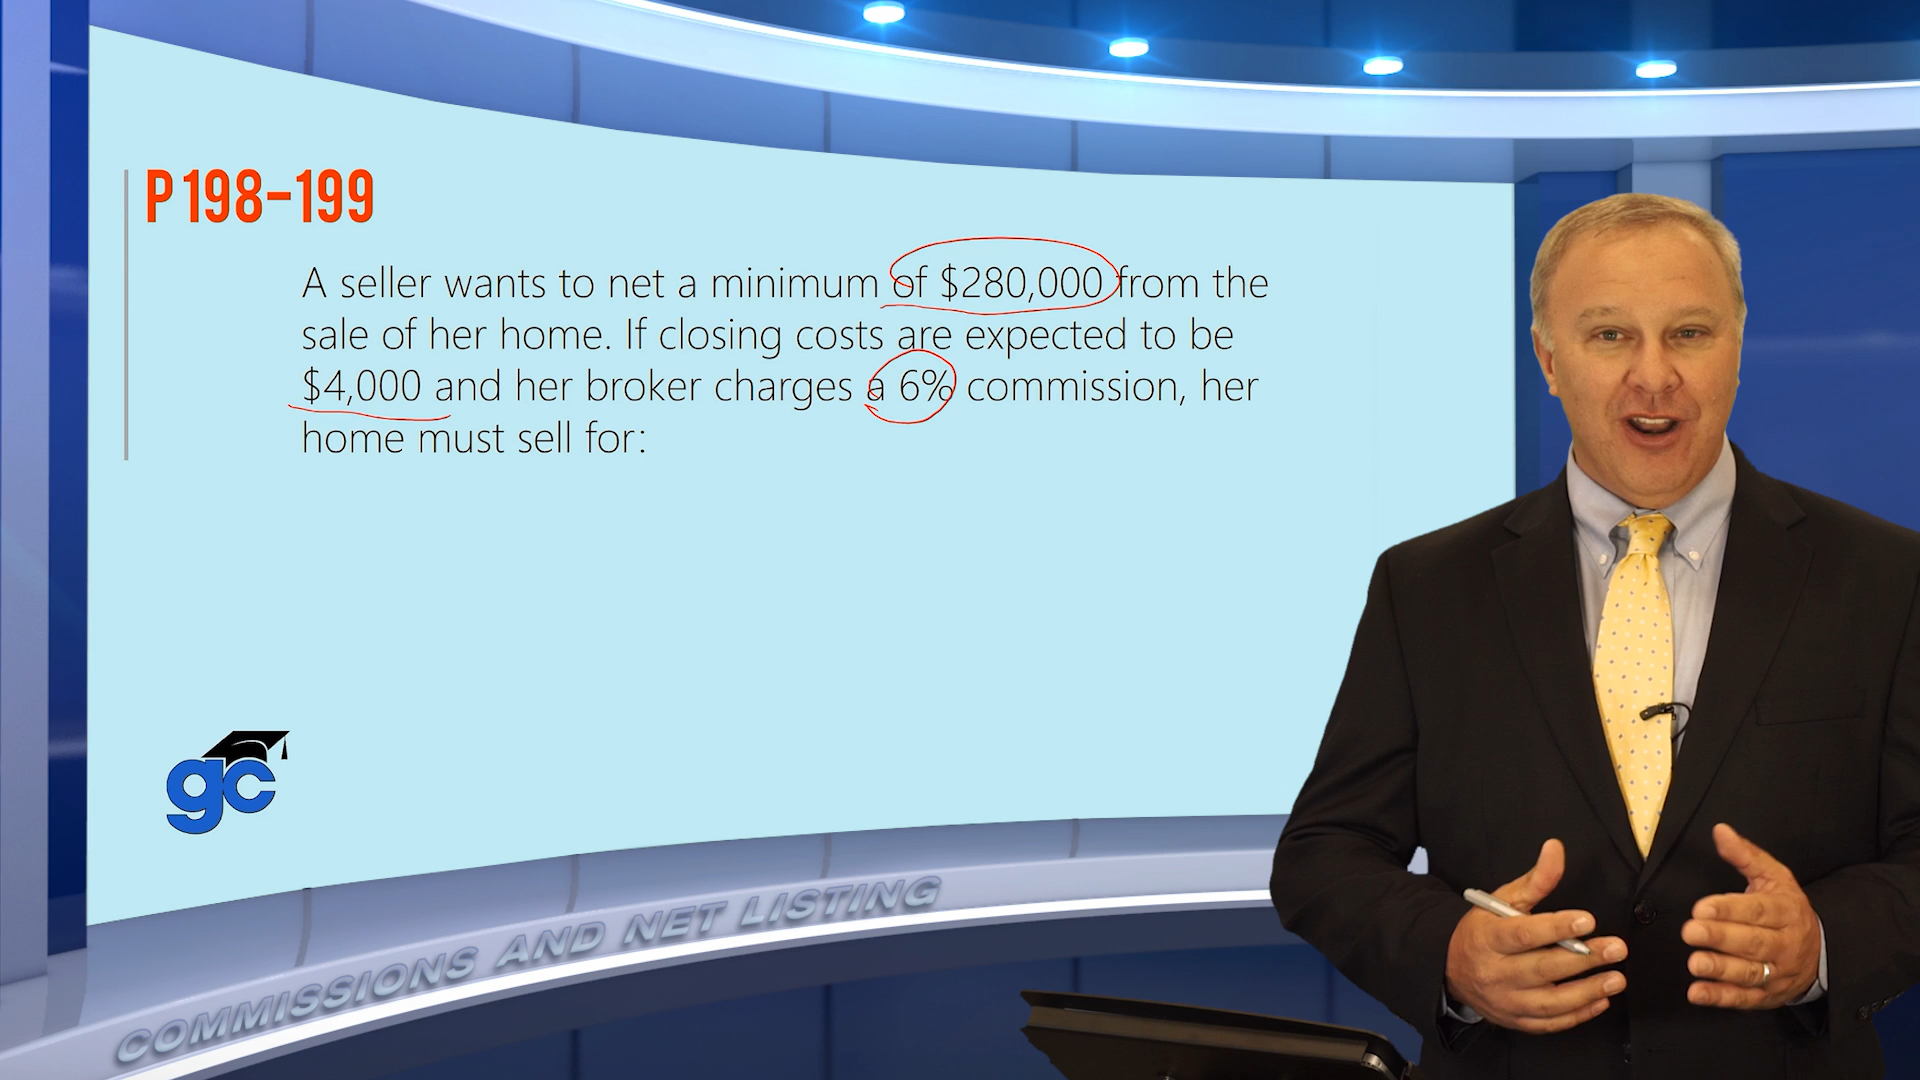 P 198-199
A seller wants to net a minimum of $280,000 from the
sale of her home. If closing costs are expected to be
$4,000 and her broker charges a 6% commission, her
home must sell for:
gc
COMMISSIONS AND NET LISTING